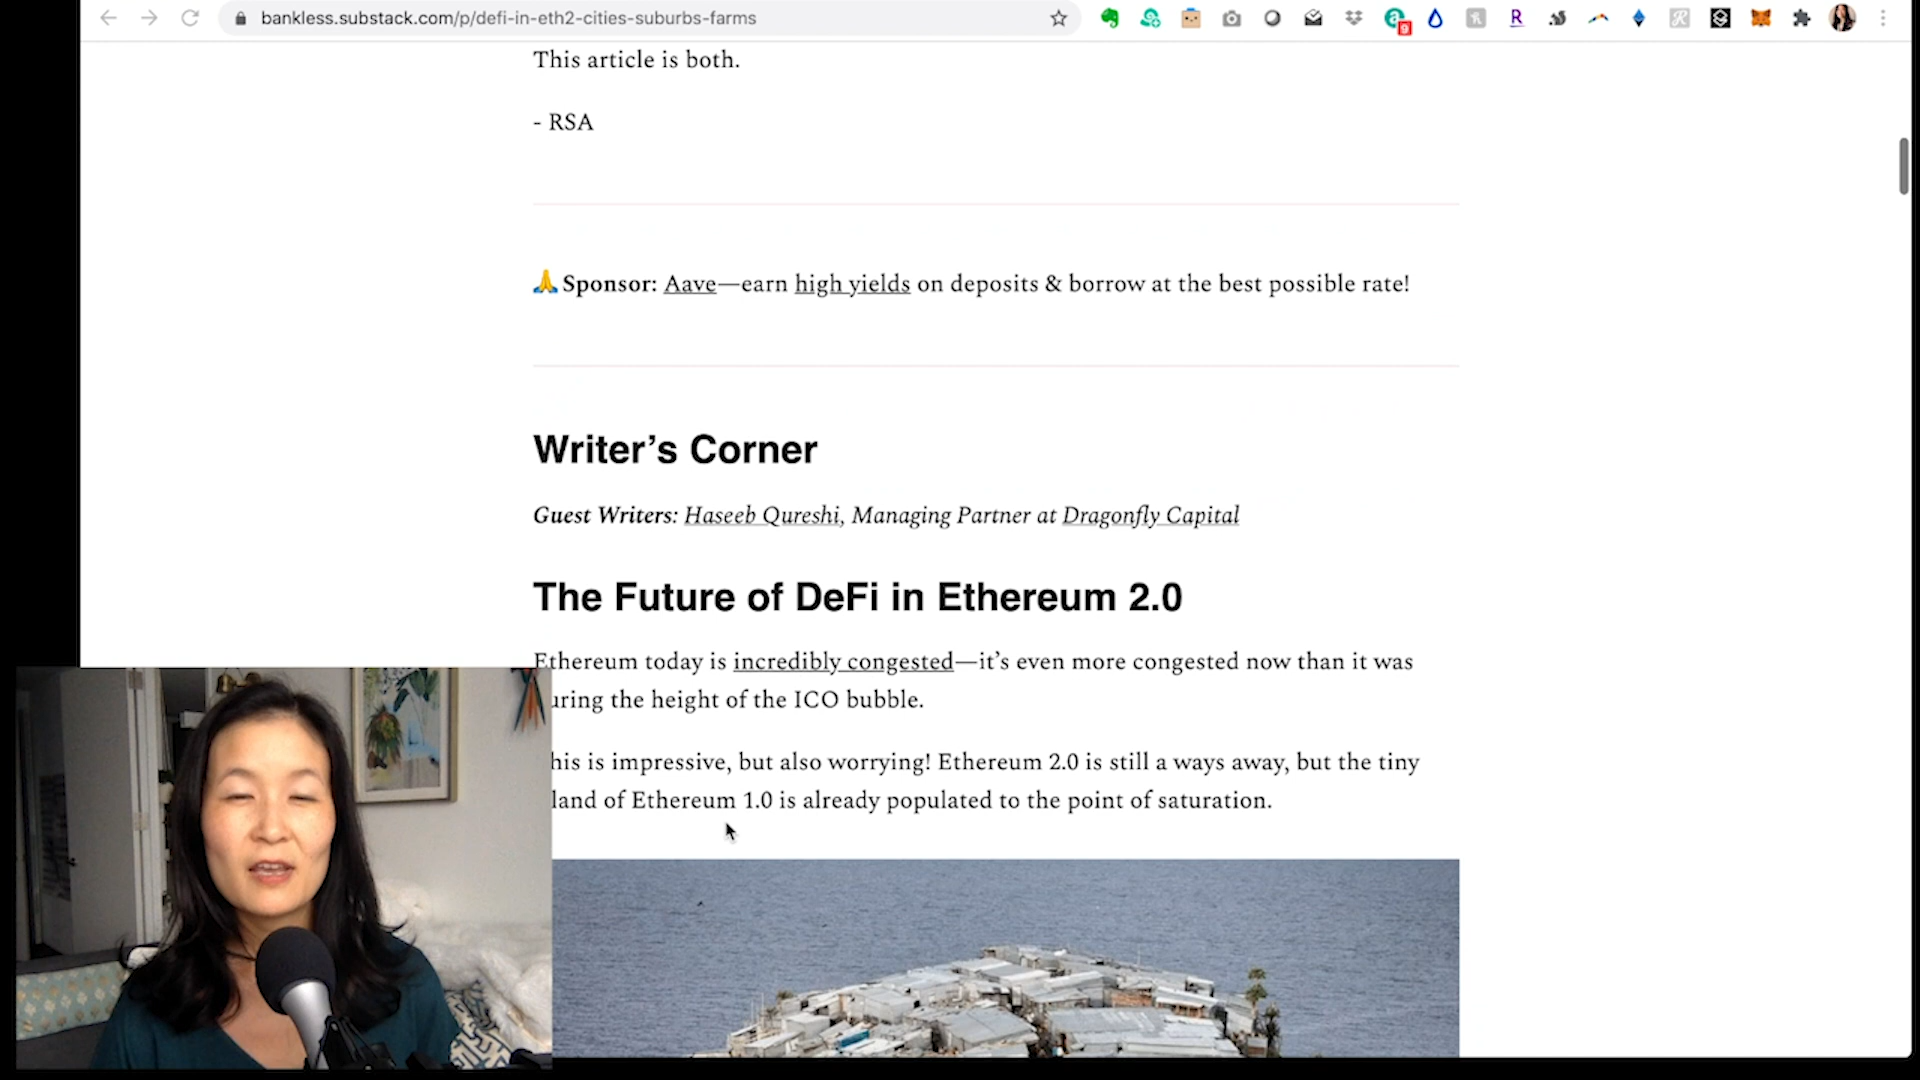 bankless.substack.com/p/defi-in-eth2-cities-suburbs-farms
This article is both.
- RSA
Sponsor: Aave—earn high yields on deposits & borrow at the best possible rate!
Writer’s Corner
Guest Writers: Haseeb Qureshi, Managing Partner at Dragonfly Capital
The Future of DeFi in Ethereum 2.0
Ethereum today is incredibly congested—it’s even more congested now than it was
uring the height of the ICO bubble.
his is impressive, but also worrying! Ethereum 2.0 is still a ways away, but the tiny
land of Ethereum 1.0 is already populated to the point of saturation.